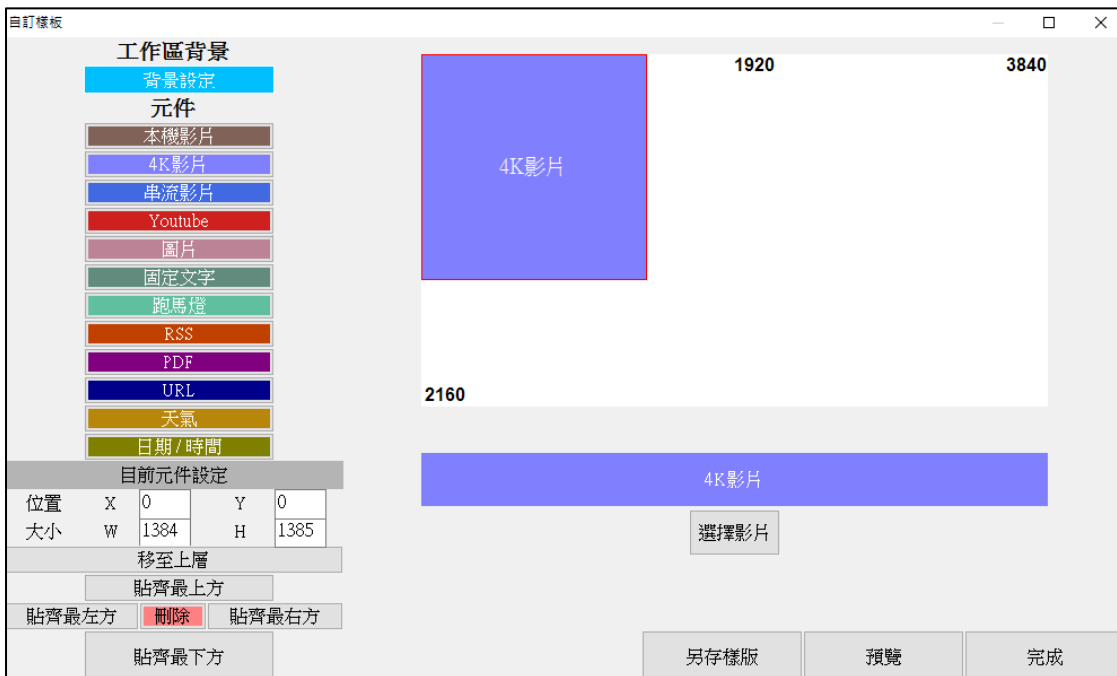 自訂樣板
工作區背景
背景設定
元件
本機影片
4K影片
串流影片
Youtube
圖片
固定文字
跑馬燈
RSS
PDF
URL
天氣
日期/時間
目前元件設定
位置 X 0 Y 0
大小 W 1384 H 1385
移至上層
貼齊最上方
貼齊最左方 刪除 貼齊最右方
貼齊最下方
1920 3840
4K影片
2160
4K影片
選擇影片
另存樣版 預覽 完成